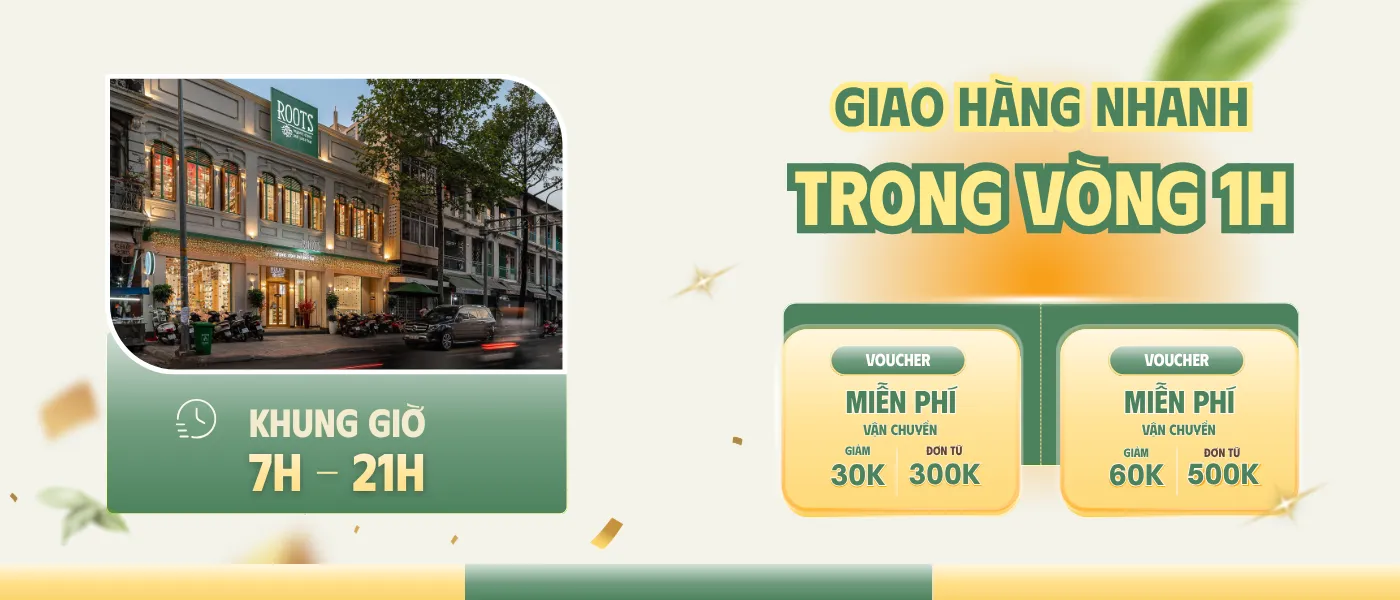 ROOTS
KHUNG GIỜ
7H – 21H
GIAO HÀNG NHANH
TRONG VÒNG 1H
VOUCHER
MIỄN PHÍ
VẬN CHUYỂN
GIẢM
30K
ĐƠN TỪ
300K
VOUCHER
MIỄN PHÍ
VẬN CHUYỂN
GIẢM
60K
ĐƠN TỪ
500K